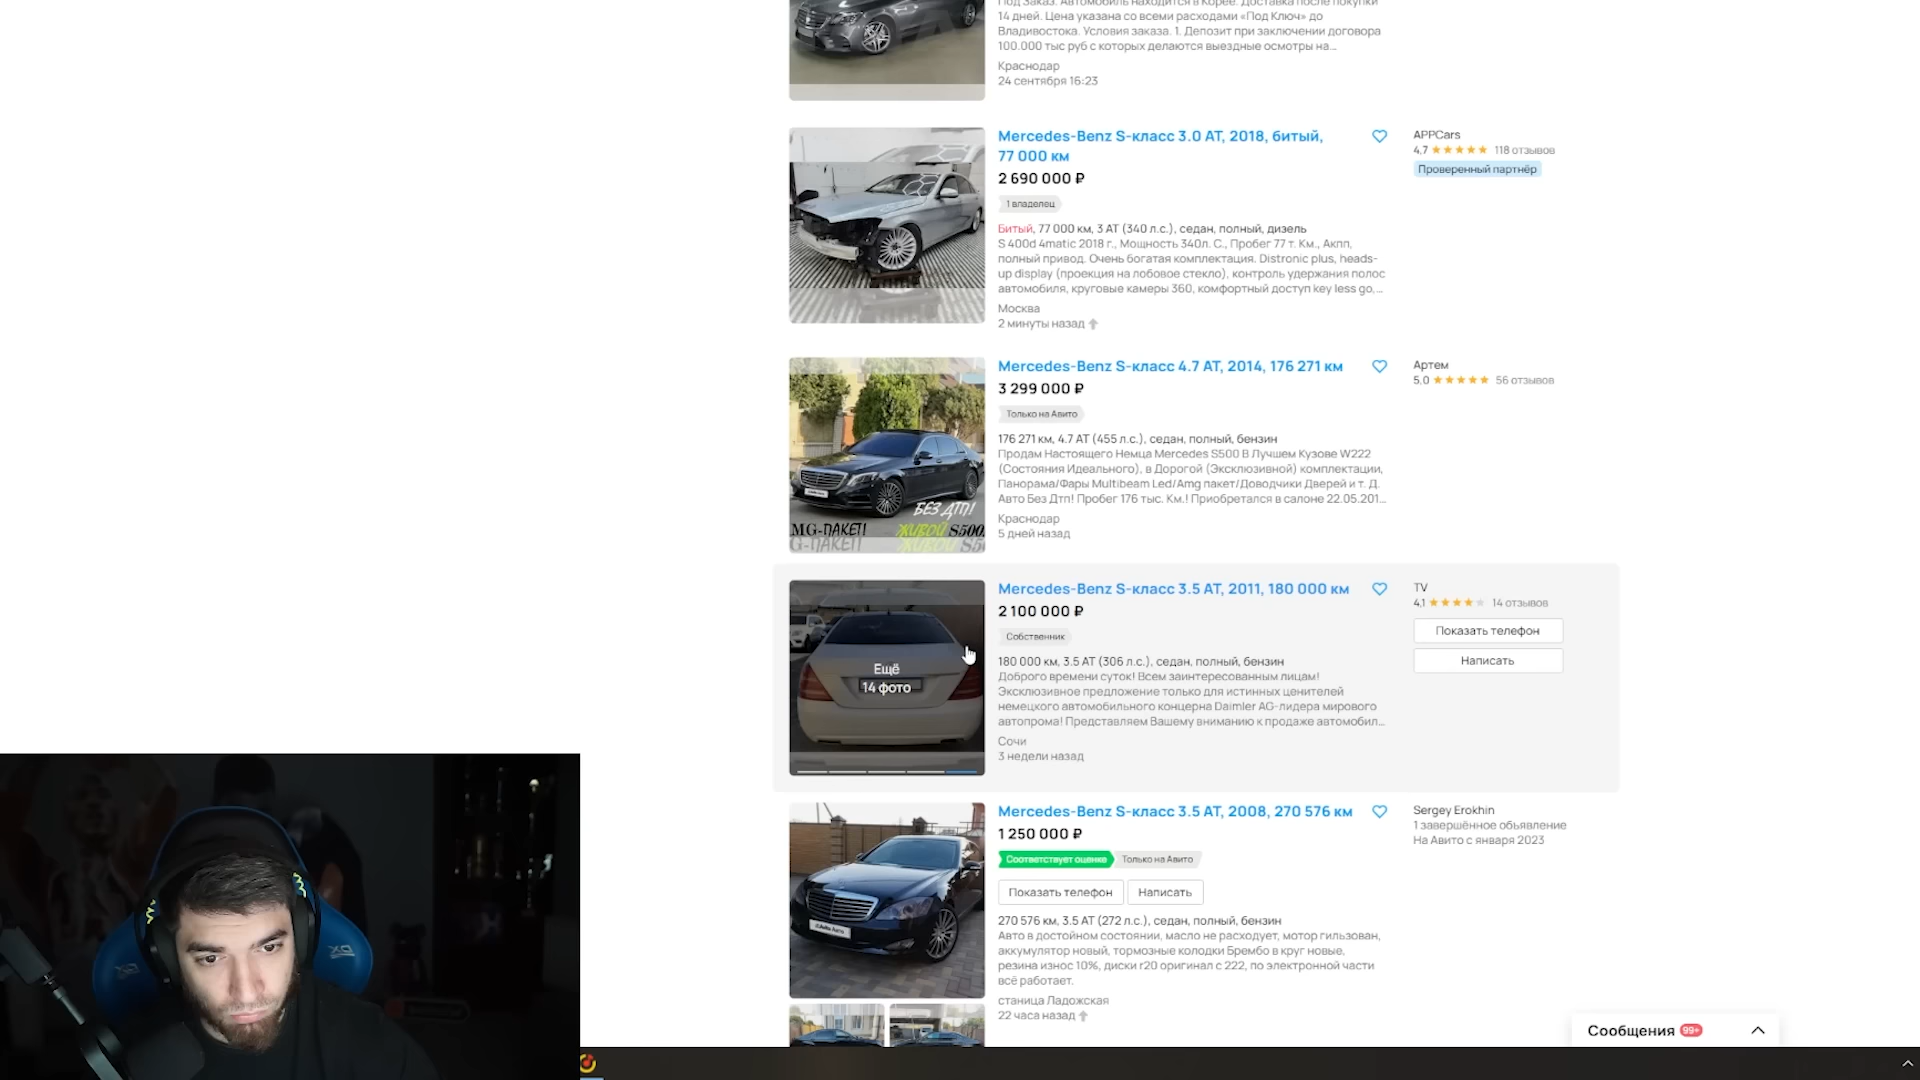 Под Заказ. Автомобиль находится в Корее. Доставка после покупки
14 дней. Цена указана со всеми расходами «Под Ключ» до
Владивостока. Условия заказа. 1. Депозит при заключении договора
100.000 тыс руб с которых делаются выездные осмотры на...
Краснодар
24 сентября 16:23
Mercedes-Benz S-класс 3.0 AT, 2018, битый,
77 000 км
2 690 000 ₽
1 владелец
Битый, 77 000 км, 3 AT (340 л.с.), седан, полный, дизель
S 400d 4matic 2018 г., Мощность 340л. С., Пробег 77 т. Км., Акпп,
полный привод. Очень богатая комплектация. Distronic plus, heads-
up display (проекция на лобовое стекло), контроль удержания полос
автомобиля, круговые камеры 360, комфортный доступ key less go,...
Москва
2 минуты назад
APPCars
4,7 118 отзывов
Проверенный партнёр
Mercedes-Benz S-класс 4.7 AT, 2014, 176 271 км
3 299 000 ₽
Только на Авито
176 271 км, 4.7 AT (455 л.с.), седан, полный, бензин
Продам Настоящего Немца Mercedes S500 В Лучшем Кузове W222
(Состояния Идеального), в Дорогой (Эксклюзивной) комплектации,
Панорама/Фары Multibeam Led/Amg пакет/Доводчики Дверей и т. Д.
Авто Без Дтп! Пробег 176 тыс. Км.! Приобретался в салоне 22.05.201...
Краснодар
5 дней назад
Артем
5,0 56 отзывов
БЕЗ ДТП!
MG-ПАКЕТ! ЖИВОЙ S500
G-ПАКЕТ! ЖИВОЙ S5
Mercedes-Benz S-класс 3.5 AT, 2011, 180 000 км
2 100 000 ₽
Собственник
180 000 км, 3.5 AT (306 л.с.), седан, полный, бензин
Доброго времени суток! Всем заинтересованным лицам!
Эксклюзивное предложение только для истинных ценителей
немецкого автомобильного концерна Daimler AG-лидера мирового
автопрома! Представляем Вашему вниманию к продаже автомобил...
Сочи
3 недели назад
Ещё
14 фото
TV
4,1 14 отзывов
Показать телефон
Написать
Mercedes-Benz S-класс 3.5 AT, 2008, 270 576 км
1 250 000 ₽
Соответствует оценке Только на Авито
Показать телефон Написать
270 576 км, 3.5 AT (272 л.с.), седан, полный, бензин
Авто в достойном состоянии, масло не расходует, мотор гильзован,
аккумулятор новый, тормозные колодки Брембо в круг новые,
резина износ 10%, диски r20 оригинал с 222, по электронной части
всё работает.
станица Ладожская
22 часа назад
Sergey Erokhin
1 завершённое объявление
На Авито с января 2023
Сообщения 99+